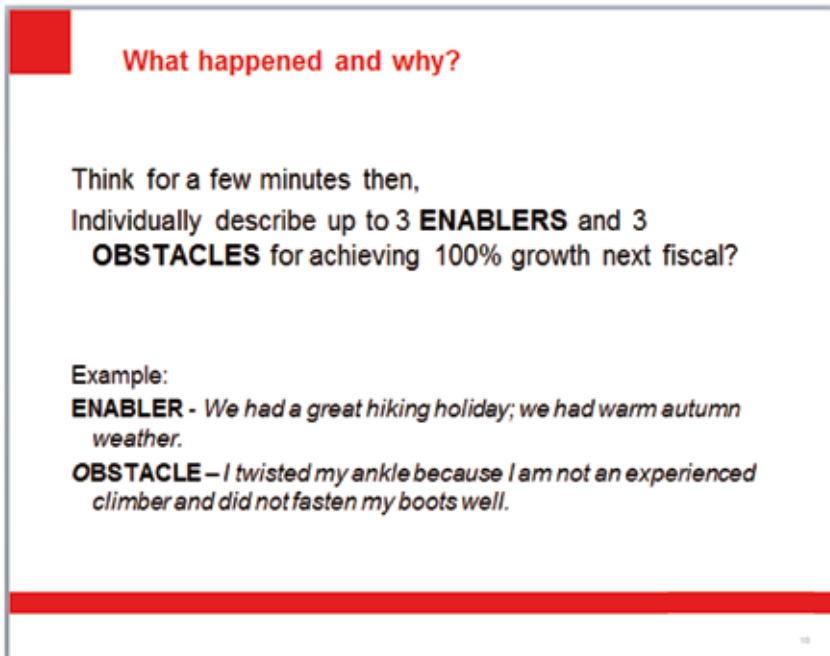 What happened and why?
Think for a few minutes then,
Individually describe up to 3 ENABLERS and 3
OBSTACLES for achieving 100% growth next fiscal?
Example:
ENABLER - We had a great hiking holiday; we had warm autumn
weather.
OBSTACLE – I twisted my ankle because I am not an experienced
climber and did not fasten my boots well.